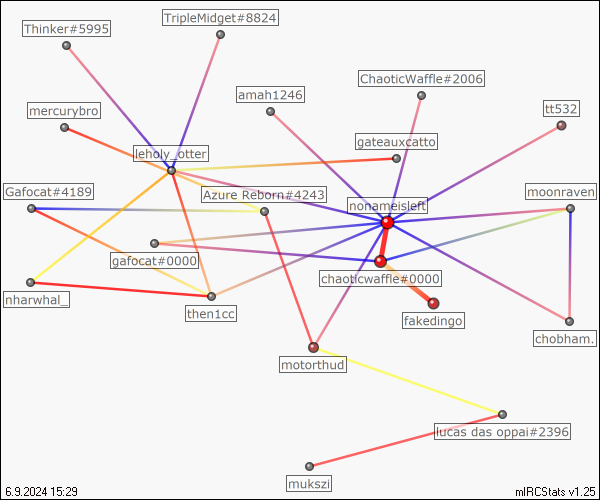 TripleMidget#8824
Thinker#5995
ChaoticWaffle#2006
amah1246
tt532
mercurybro
gateauxcatto
leholy_otter
Gafocat#4189
Azure Reborn#4243
moonraven
nonameisleft
gafocat#0000
chaoticwaffle#0000
nharwhal_
then1cc
fakedingo
chobham.
motorthud
lucas das oppai#2396
mukszi
6.9.2024 15:29
mIRCStats v1.25